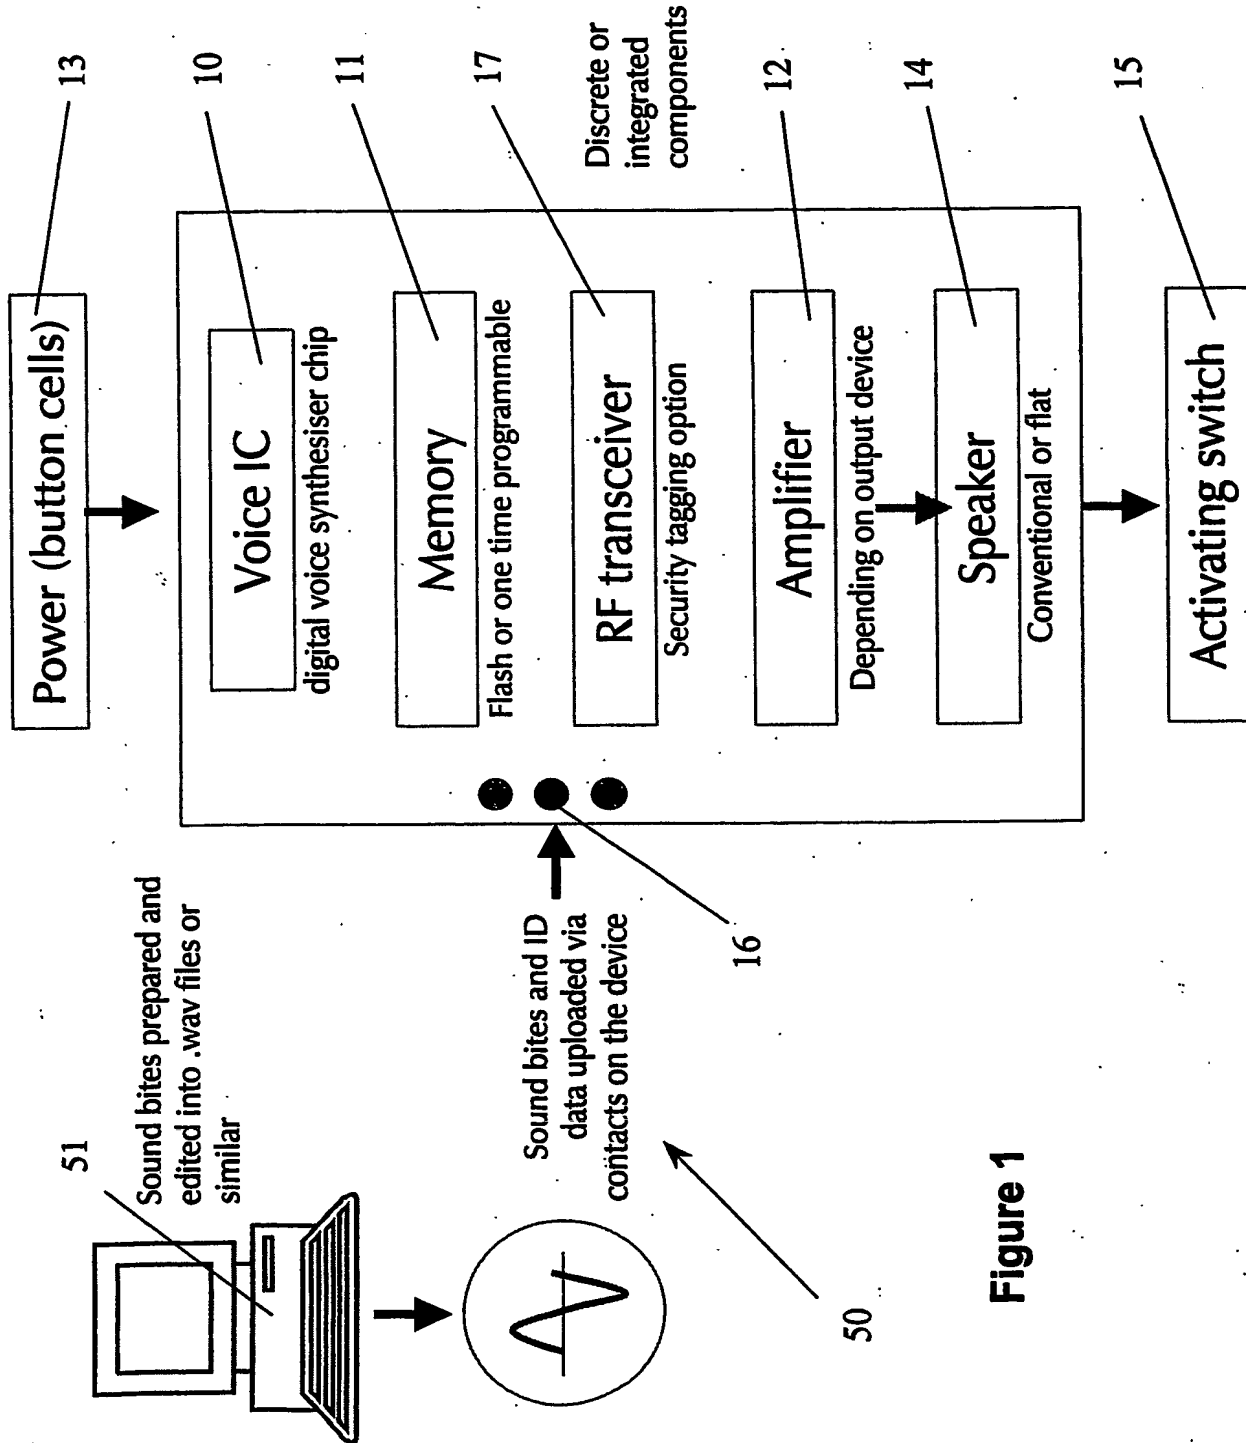 51
Sound bites prepared and
edited into .wav files or
similar
Sound bites and ID
data uploaded via
contacts on the device
50
16
Power (button cells)
13
Voice IC
digital voice synthesiser chip
10
Memory
Flash or one time programmable
11
RF transceiver
Security tagging option
17
Discrete or
integrated
components
Amplifier
Depending on output device
12
Speaker
Conventional or flat
14
Activating switch
15
Figure 1